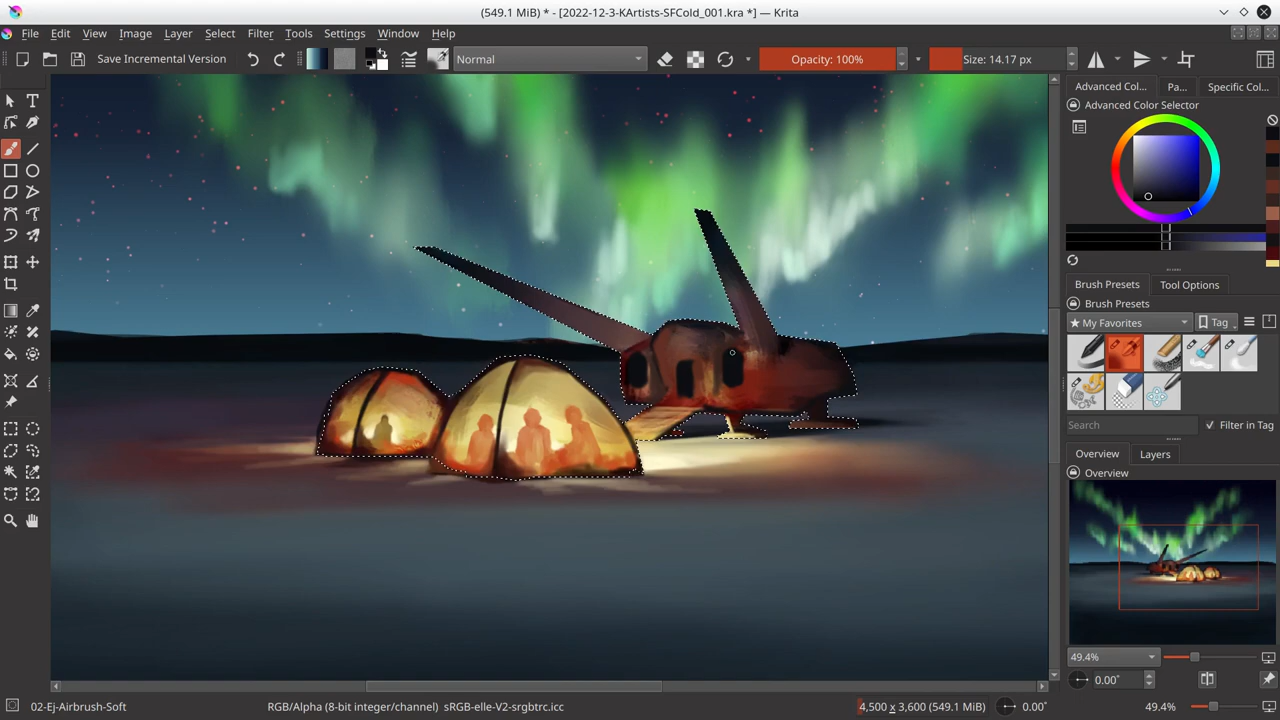 (549.1 MiB) * - [2022-12-3-KArtists-SFCold_001.kra *] — Krita
File Edit View Image Layer Select Filter Tools Settings Window Help
Save Incremental Version Normal Opacity: 100% Size: 14.17 px
Advanced Col... Pa... Specific Col...
Advanced Color Selector
Brush Presets Tool Options
Brush Presets
★ My Favorites Tag
Search Filter in Tag
Overview Layers
Overview
49.4%
0.00°
02-Ej-Airbrush-Soft RGB/Alpha (8-bit integer/channel) sRGB-elle-V2-srgbtrc.icc 4,500 x 3,600 (549.1 MiB) 0.00° 49.4%